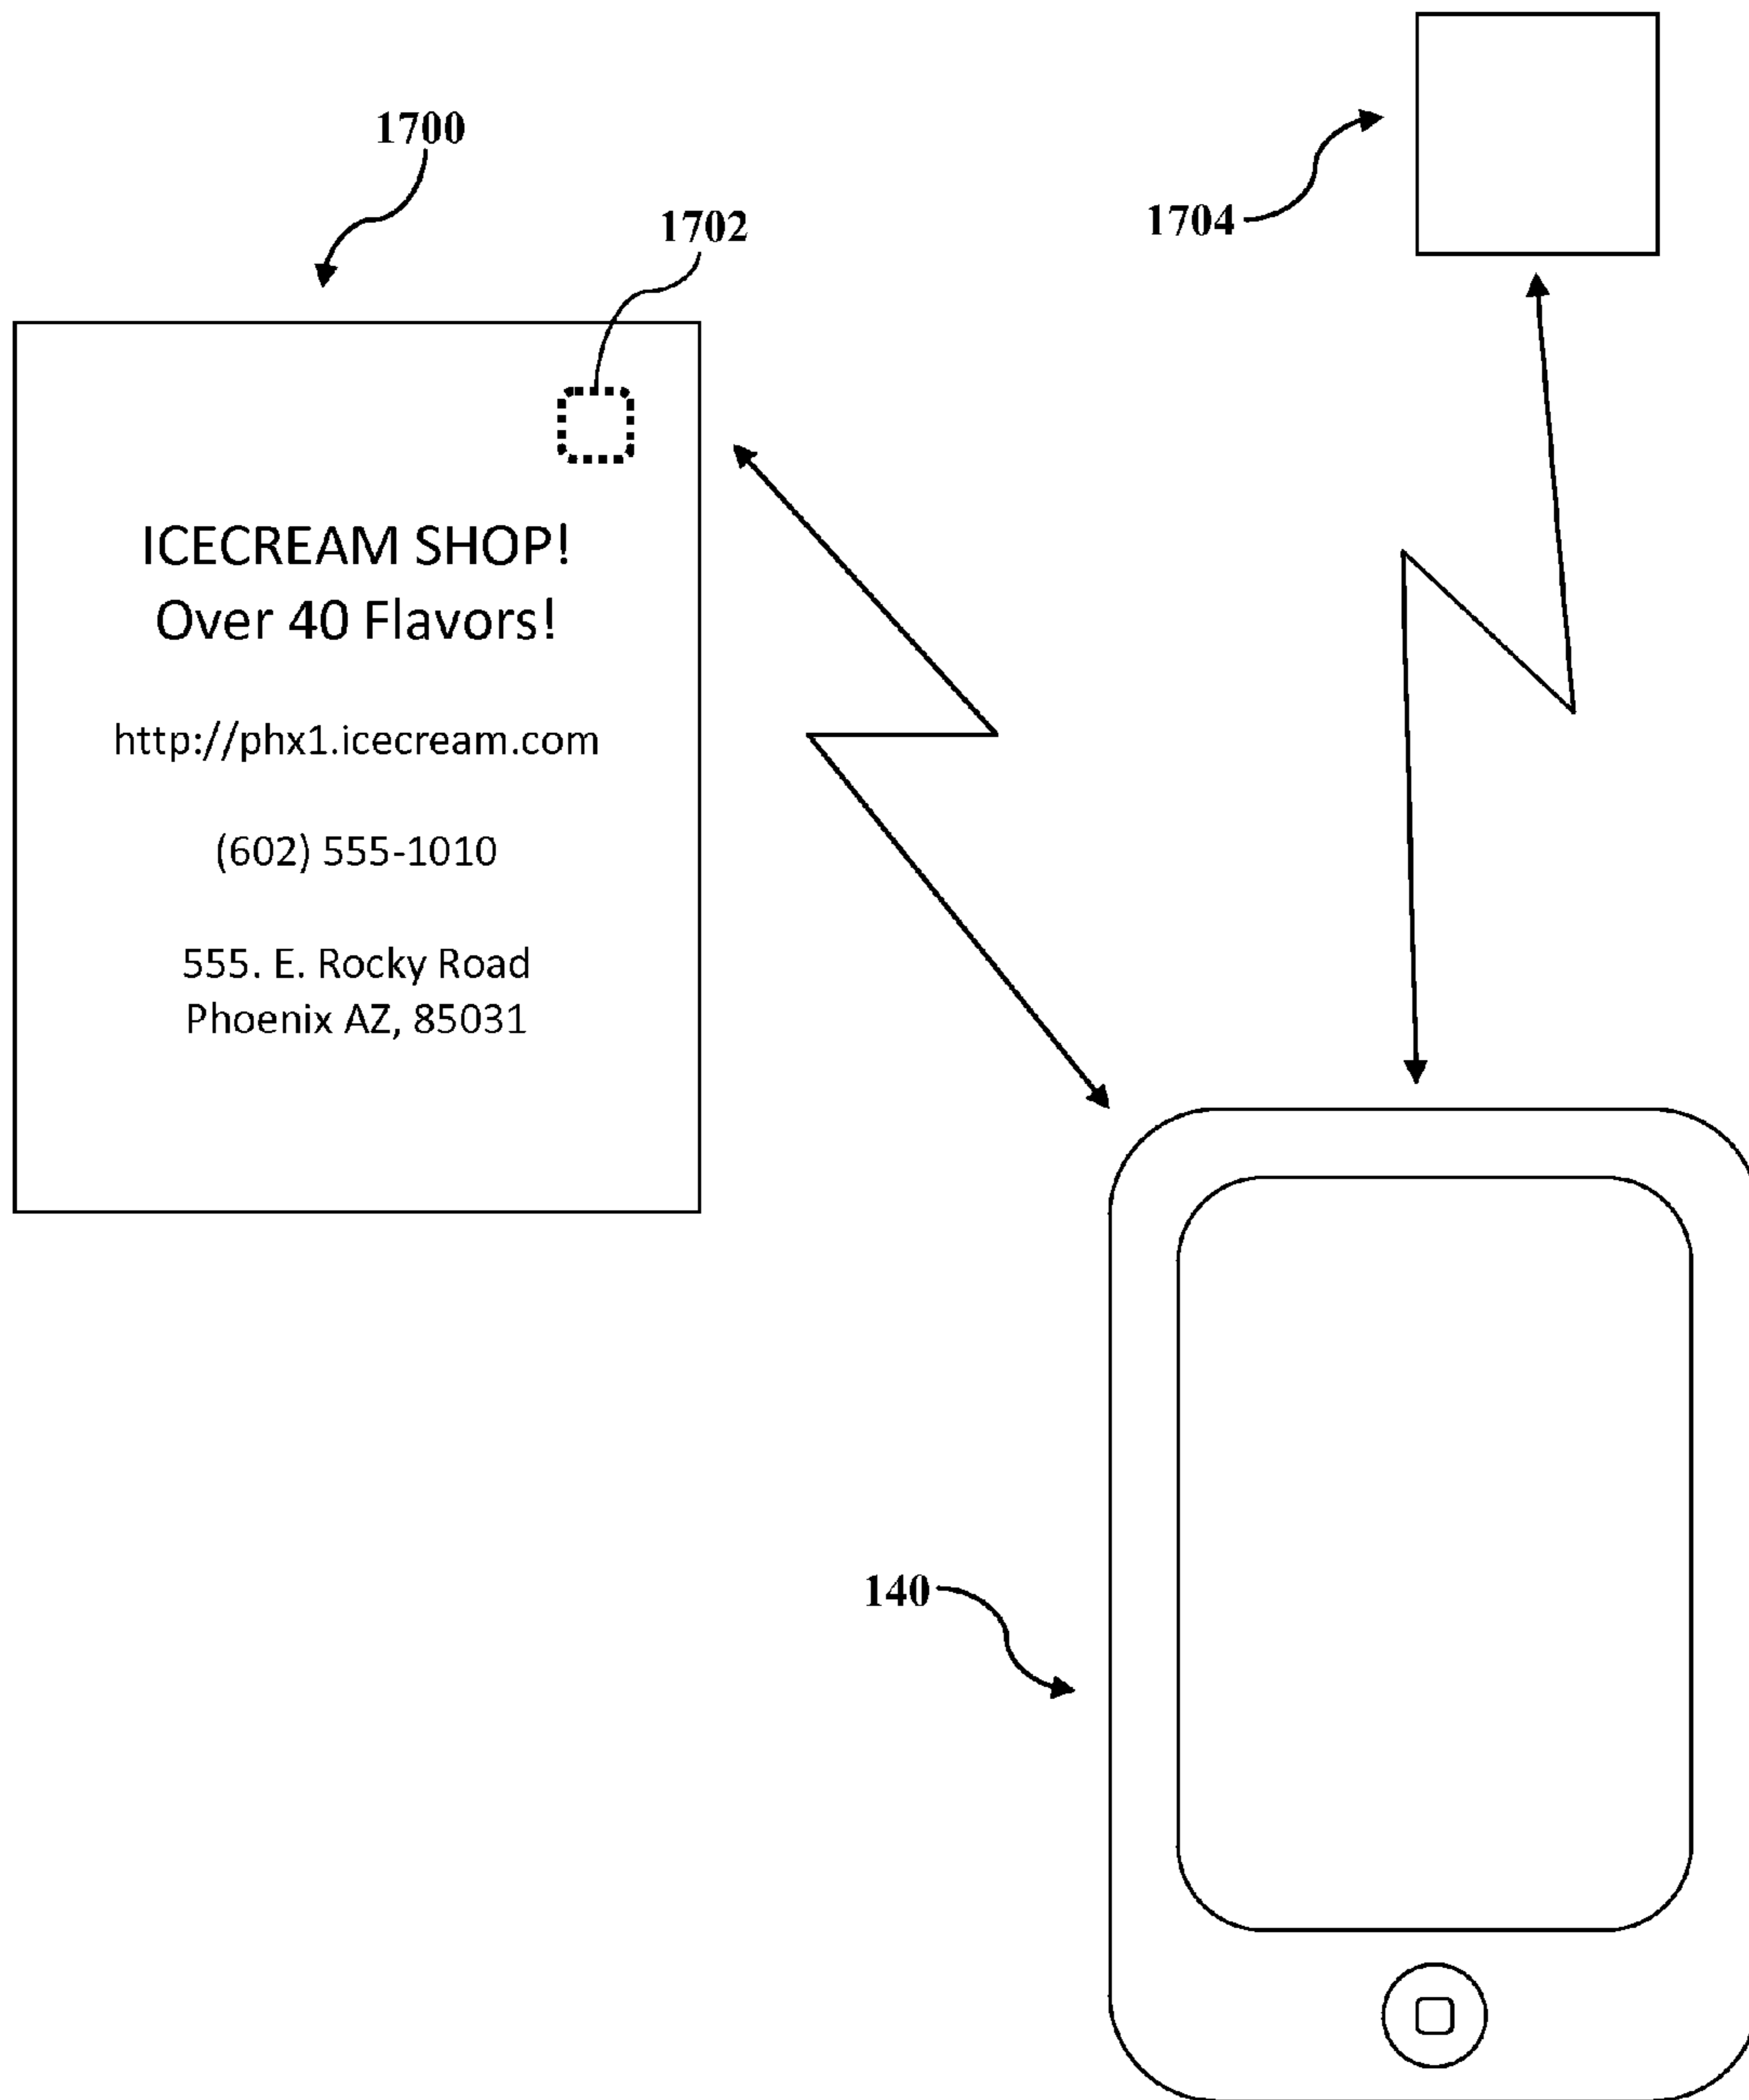 1700
1702
1704
ICECREAM SHOP!
Over 40 Flavors!
http://phx1.icecream.com
(602) 555-1010
555. E. Rocky Road
Phoenix AZ, 85031
140